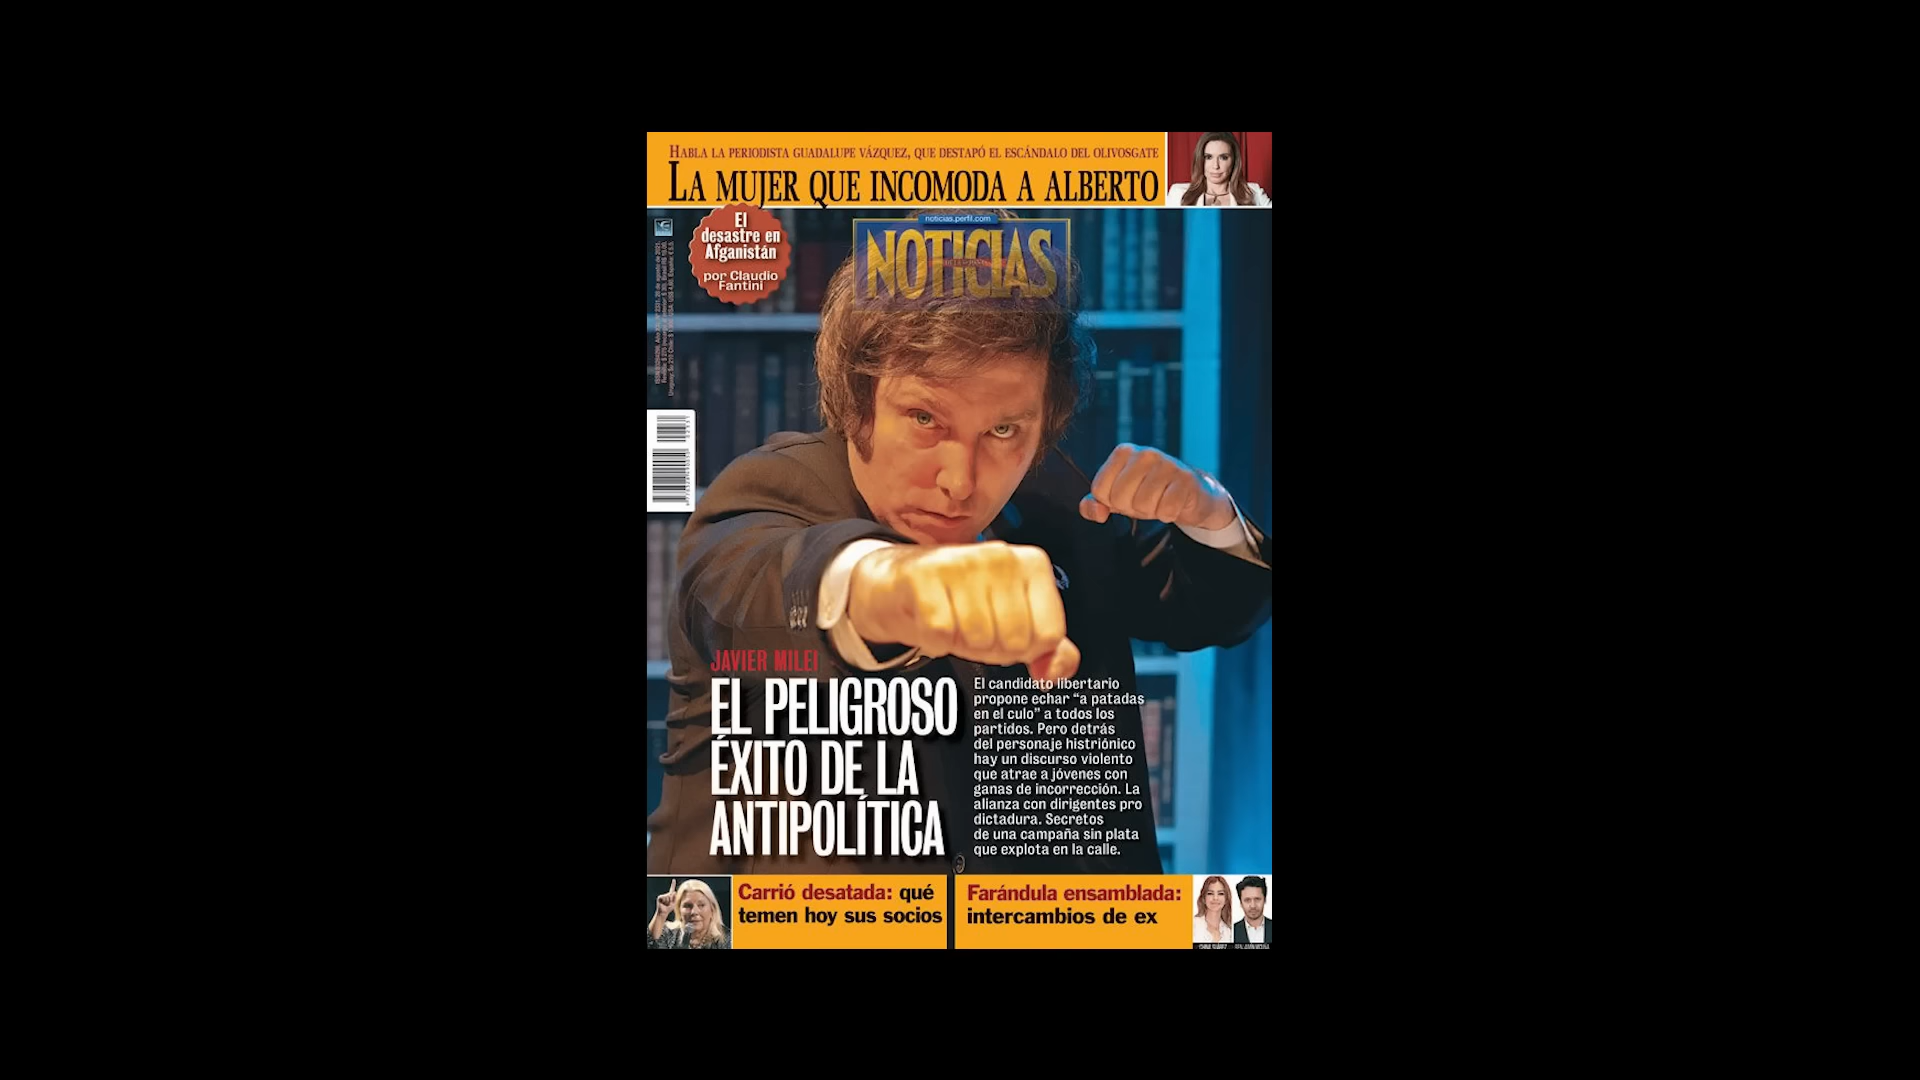 HABLA LA PERIODISTA GUADALUPE VÁZQUEZ, QUE DESTAPÓ EL ESCÁNDALO DEL OLIVOSGATE
LA MUJER QUE INCOMODA A ALBERTO
El
desastre en
Afganistán
por Claudio
Fantini
noticias.perfil.com
NOTICIAS
JAVIER MILEI
EL PELIGROSO
ÉXITO DE LA
ANTIPOLÍTICA
El candidato libertario
propone echar “a patadas
en el culo” a todos los
partidos. Pero detrás
del personaje histriónico
hay un discurso violento
que atrae a jóvenes con
ganas de incorrección. La
alianza con dirigentes pro
dictadura. Secretos
de una campaña sin plata
que explota en la calle.
Carrió desatada: qué
temen hoy sus socios
Farándula ensamblada:
intercambios de ex